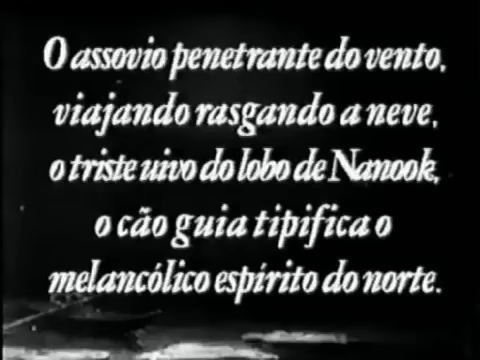 O assovio penetrante do vento,
viajando rasgando a neve,
o triste uivo do lobo de Nanook,
o cão guia tipifica o
melancólico espírito do norte.